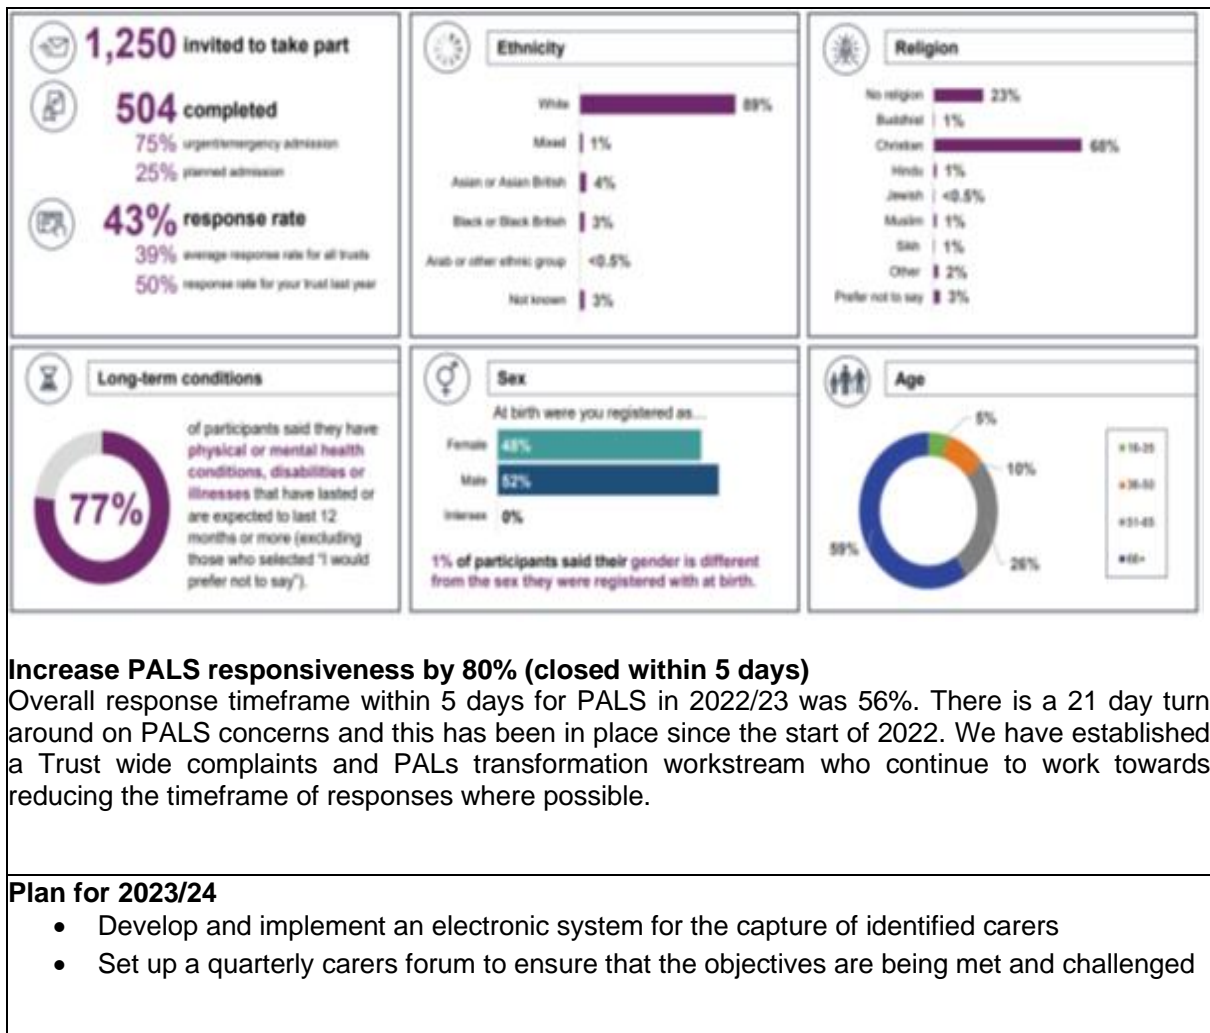 1,250 invited to take part
504 completed
75% urgent/emergency admission
25% planned admission
43% response rate
39% average response rate for all trusts
50% response rate for your trust last year
Ethnicity
White 89%
Mixed 1%
Asian or Asian British 4%
Black or Black British 3%
Arab or other ethnic group <0.5%
Not known 3%
Religion
No religion 23%
Buddhist 1%
Christian 68%
Hindu 1%
Jewish <0.5%
Muslim 1%
Sikh 1%
Other 2%
Prefer not to say 3%
Long-term conditions
77%
of participants said they have
physical or mental health
conditions, disabilities or
illnesses that have lasted or
are expected to last 12
months or more (excluding
those who selected "I would
prefer not to say").
Sex
At birth were you registered as...
Female 48%
Male 52%
Intersex 0%
1% of participants said their gender is different
from the sex they were registered with at birth.
Age
5%
10%
26%
59%
16-35
36-50
51-65
66+
Increase PALS responsiveness by 80% (closed within 5 days)
Overall response timeframe within 5 days for PALS in 2022/23 was 56%. There is a 21 day turn
around on PALS concerns and this has been in place since the start of 2022. We have established
a Trust wide complaints and PALs transformation workstream who continue to work towards
reducing the timeframe of responses where possible.
Plan for 2023/24
• Develop and implement an electronic system for the capture of identified carers
• Set up a quarterly carers forum to ensure that the objectives are being met and challenged